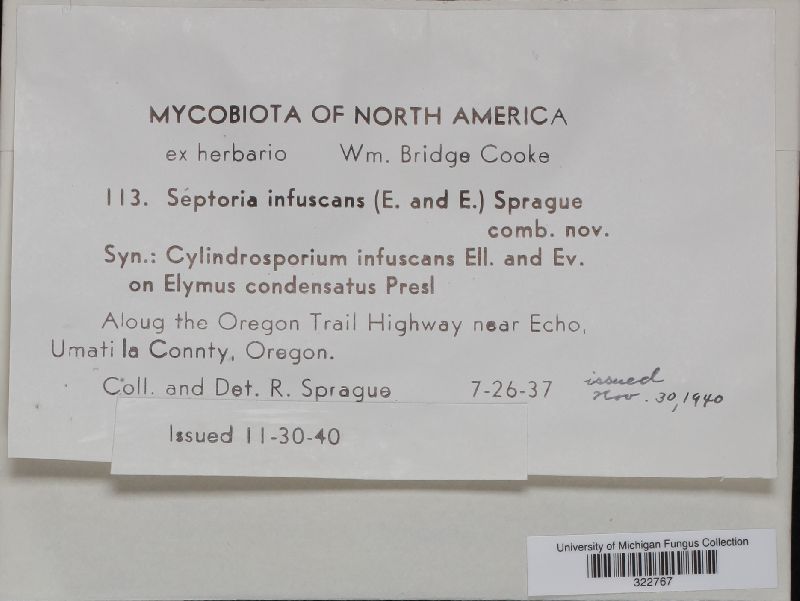 MYCOBIOTA OF NORTH AMERICA
ex herbario Wm. Bridge Cooke
113. Septoria infuscans (E. and E.) Sprague
comb. nov.
Syn.: Cylindrosporium infuscans Ell. and Ev.
on Elymus condensatus Presl
Aloug the Oregon Trail Highway near Echo,
Umati la Connty, Oregon.
Coll. and Det. R. Sprague 7-26-37
issued
Nov. 30, 1940
Issued 11-30-40
University of Michigan Fungus Collection
322767